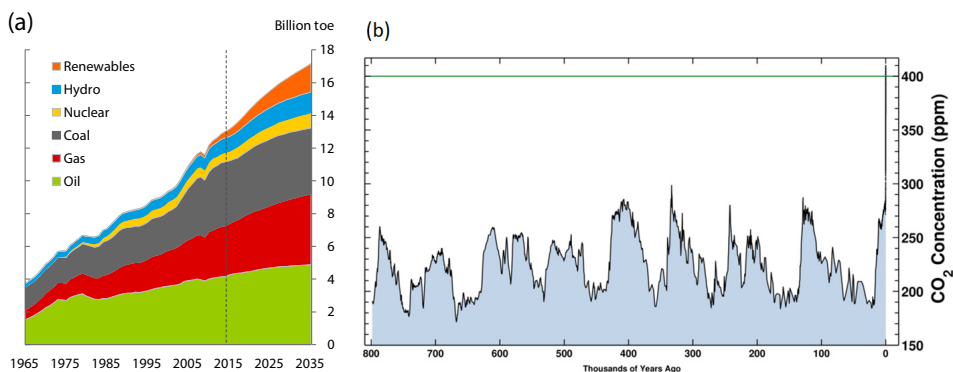 (a)
Billion toe
Renewables
Hydro
Nuclear
Coal
Gas
Oil
18
16
14
12
10
8
6
4
2
0
1965 1975 1985 1995 2005 2015 2025 2035
(b)
400
350
300
250
200
150
CO2 Concentration (ppm)
800 700 600 500 400 300 200 100 0
Thousands of Years Ago